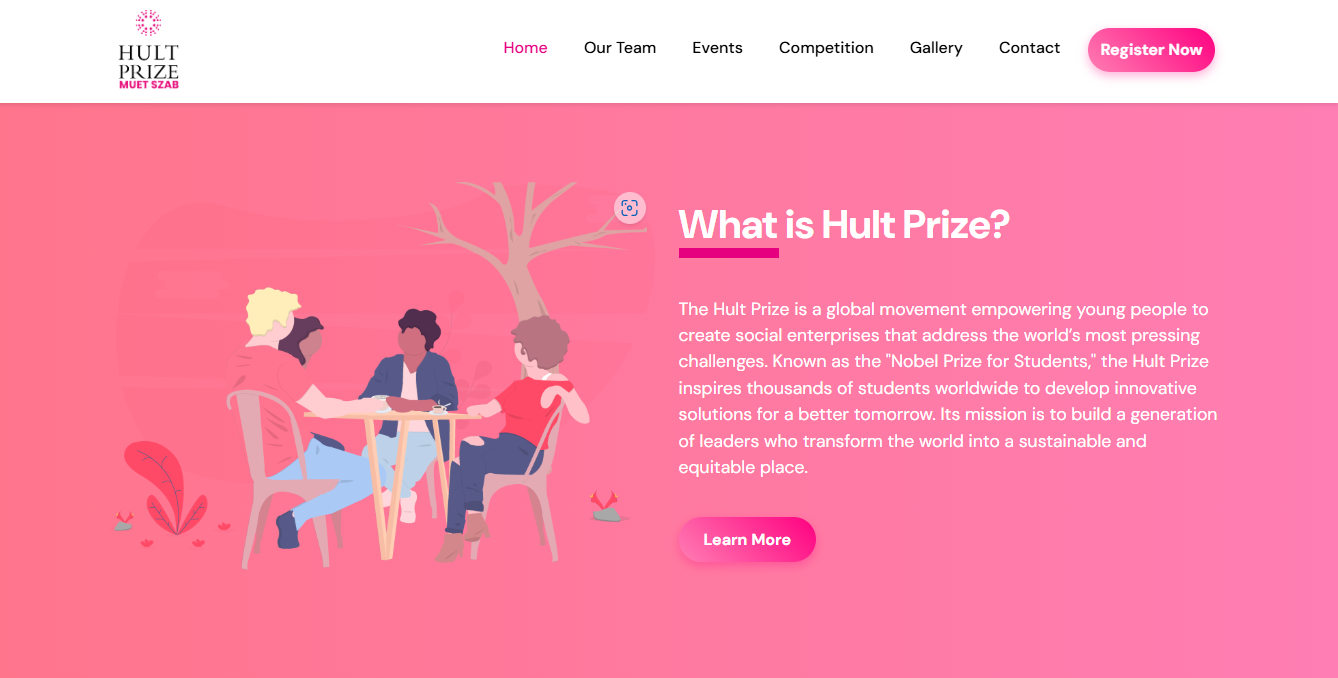 HULT
PRIZE
MUET SZAB
Home Our Team Events Competition Gallery Contact Register Now
What is Hult Prize?
The Hult Prize is a global movement empowering young people to
create social enterprises that address the world’s most pressing
challenges. Known as the "Nobel Prize for Students," the Hult Prize
inspires thousands of students worldwide to develop innovative
solutions for a better tomorrow. Its mission is to build a generation
of leaders who transform the world into a sustainable and
equitable place.
Learn More